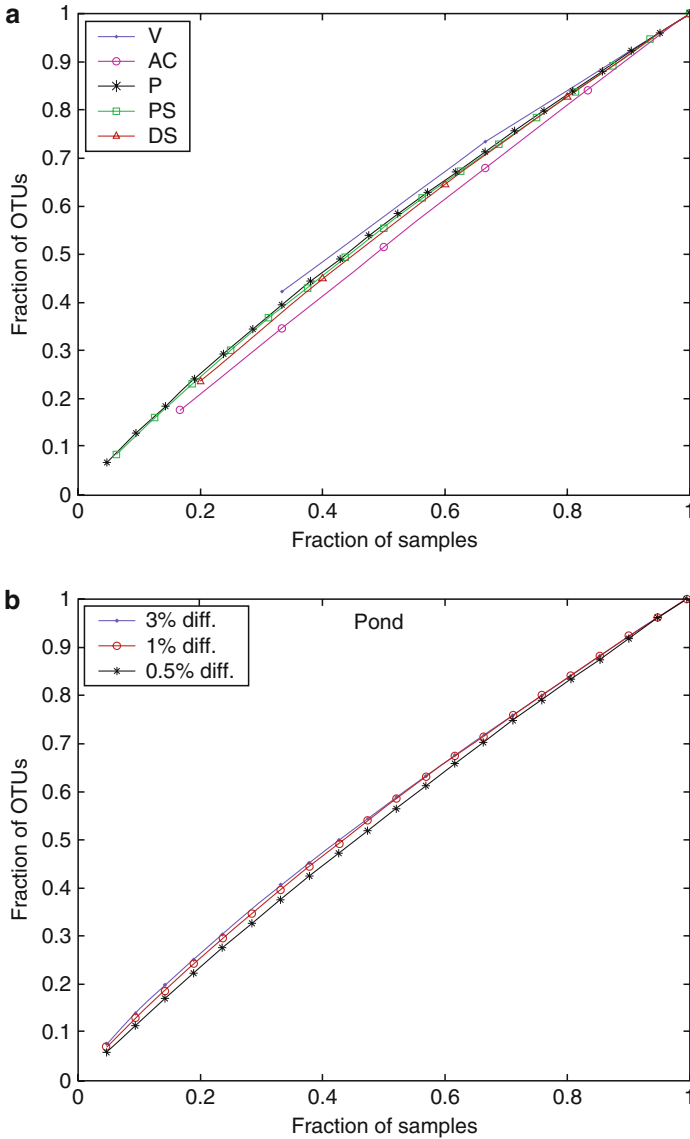 a
V
AC
P
PS
DS
1
0.9
0.8
0.7
0.6
0.5
0.4
0.3
0.2
0.1
0
Fraction of OTUs
0 0.2 0.4 0.6 0.8 1
Fraction of samples
b
Pond
3% diff.
1% diff.
0.5% diff.
1
0.9
0.8
0.7
0.6
0.5
0.4
0.3
0.2
0.1
0
Fraction of OTUs
0 0.2 0.4 0.6 0.8 1
Fraction of samples